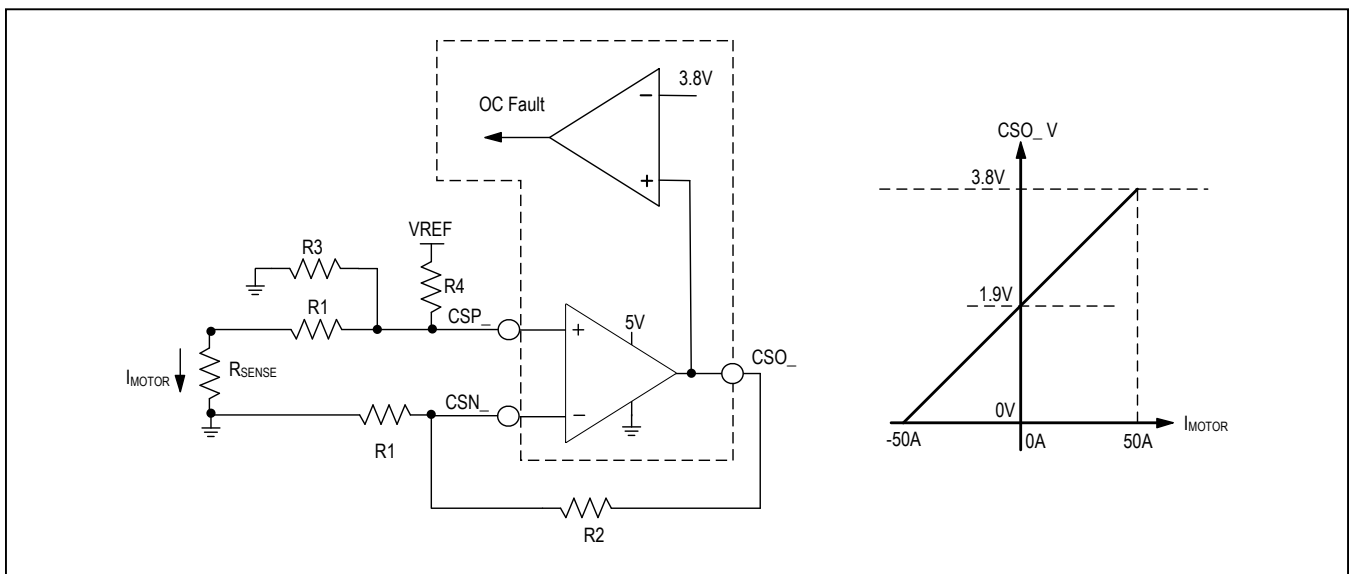 3.8V
OC Fault
VREF
R3
R4
R1
CSP_
5V
CSO_
IMOTOR
RSENSE
CSN_
R1
R2
CSO_ V
3.8V
1.9V
0V
-50A
0A
50A
IMOTOR